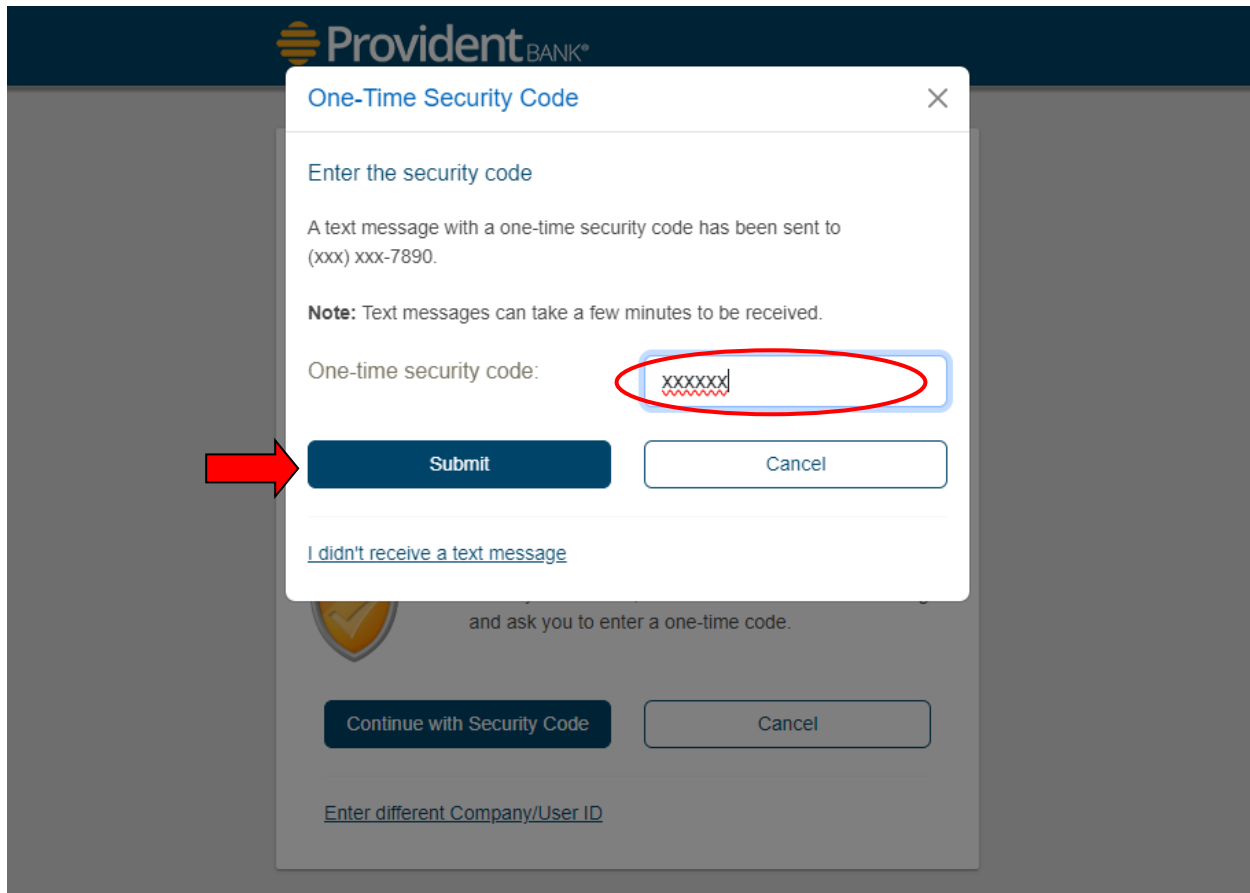 Provident BANK®
One-Time Security Code
Enter the security code
A text message with a one-time security code has been sent to
(xxx) xxx-7890.
Note: Text messages can take a few minutes to be received.
One-time security code:
xxxxxx
Submit
Cancel
I didn't receive a text message
and ask you to enter a one-time code.
Continue with Security Code
Cancel
Enter different Company/User ID